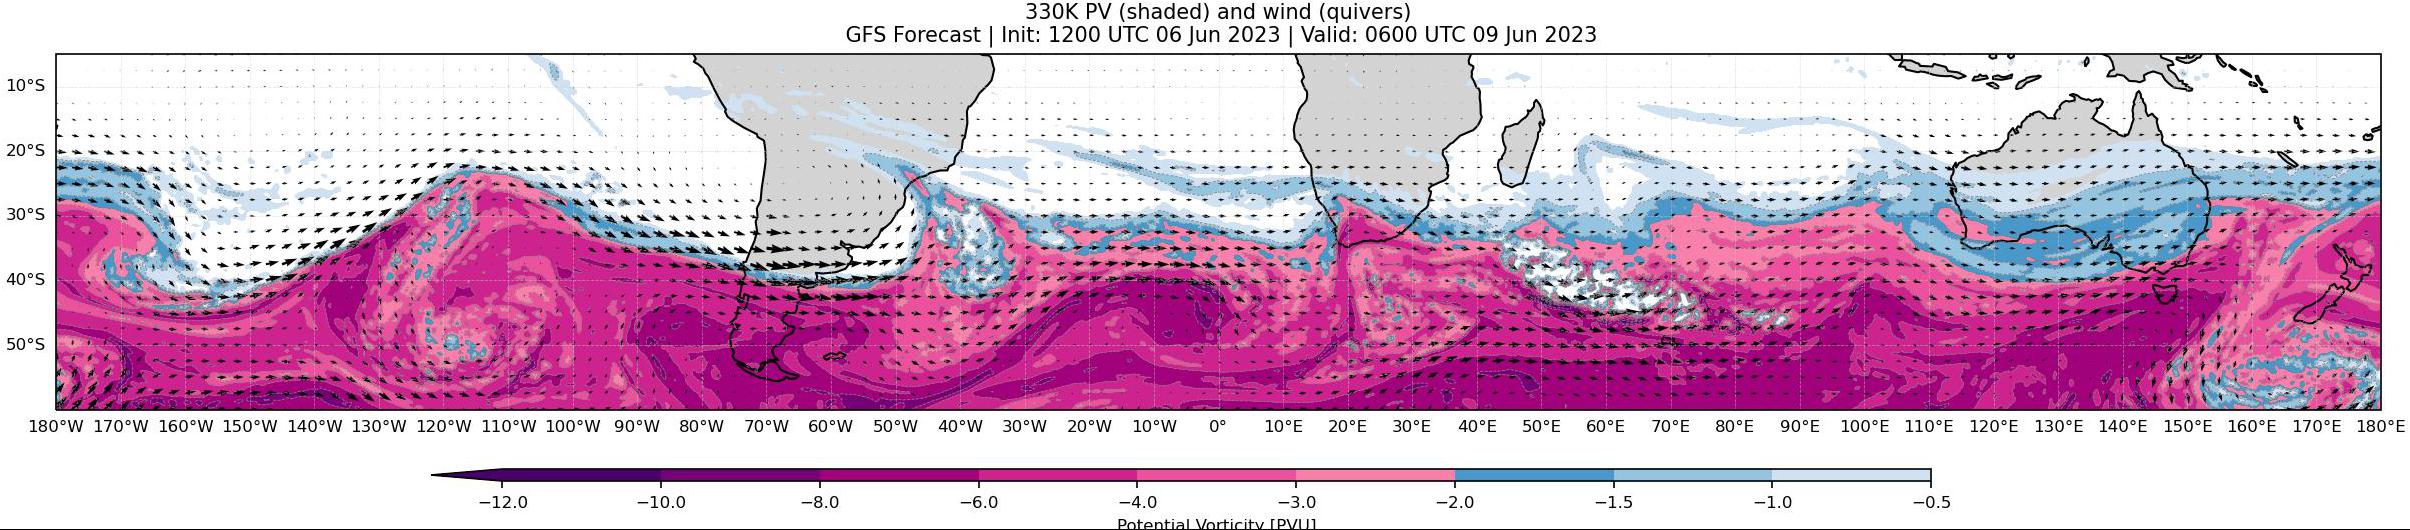 330K PV (shaded) and wind (quivers)
GFS Forecast | Init: 1200 UTC 06 Jun 2023 | Valid: 0600 UTC 09 Jun 2023
10°S
20°S
30°S
40°S
50°S
180°W 170°W 160°W 150°W 140°W 130°W 120°W 110°W 100°W 90°W 80°W 70°W 60°W 50°W 40°W 30°W 20°W 10°W 0° 10°E 20°E 30°E 40°E 50°E 60°E 70°E 80°E 90°E 100°E 110°E 120°E 130°E 140°E 150°E 160°E 170°E 180°E
−12.0 −10.0 −8.0 −6.0 −4.0 −3.0 −2.0 −1.5 −1.0 −0.5
Potential Vorticity [PVU]